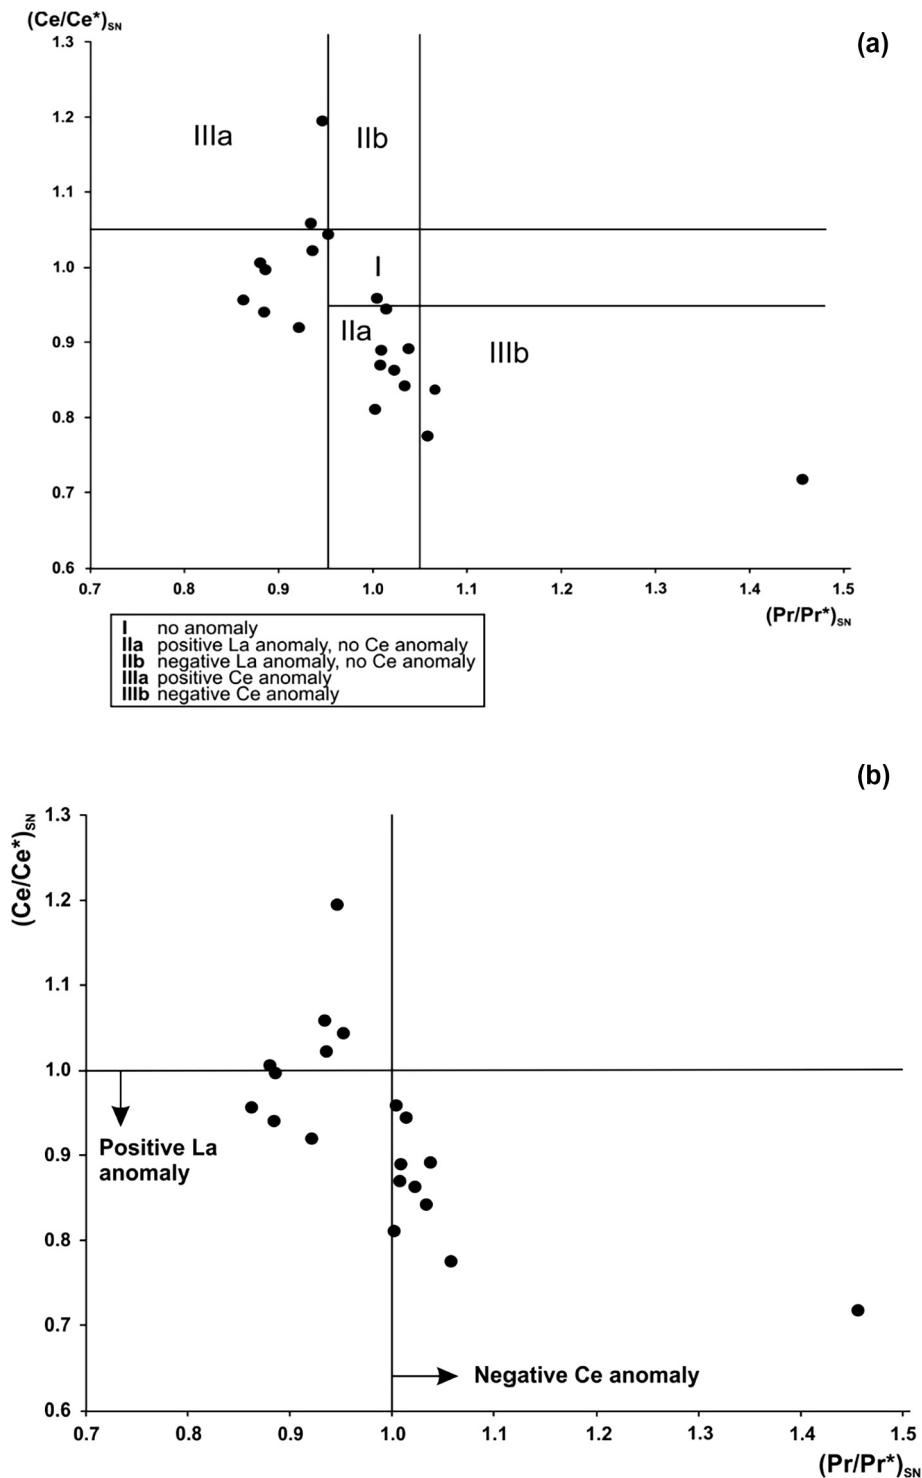 (Ce/Ce*)SN
(a)
1.3
1.2
IIIa
IIb
1.1
1.0
I
IIa
0.9
IIIb
0.8
0.7
0.6
0.7 0.8 0.9 1.0 1.1 1.2 1.3 1.4 1.5
(Pr/Pr*)SN
I no anomaly
IIa positive La anomaly, no Ce anomaly
IIb negative La anomaly, no Ce anomaly
IIIa positive Ce anomaly
IIIb negative Ce anomaly
(b)
(Ce/Ce*)SN
1.3
1.2
1.1
1.0
Positive La
anomaly
0.9
0.8
0.7
Negative Ce anomaly
0.6
0.7 0.8 0.9 1.0 1.1 1.2 1.3 1.4 1.5
(Pr/Pr*)SN